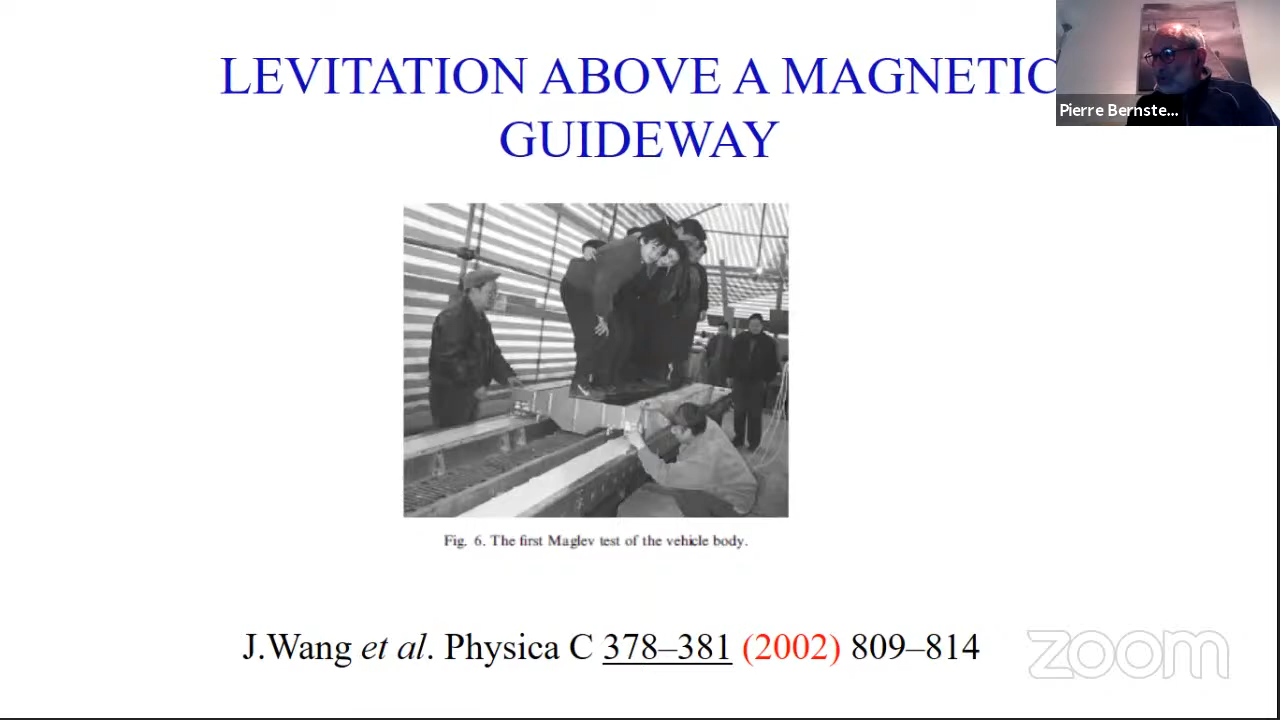 LEVITATION ABOVE A MAGNETIC
GUIDEWAY
Pierre Bernste...
Fig. 6. The first Maglev test of the vehicle body.
J.Wang et al. Physica C 378–381 (2002) 809–814
zoom